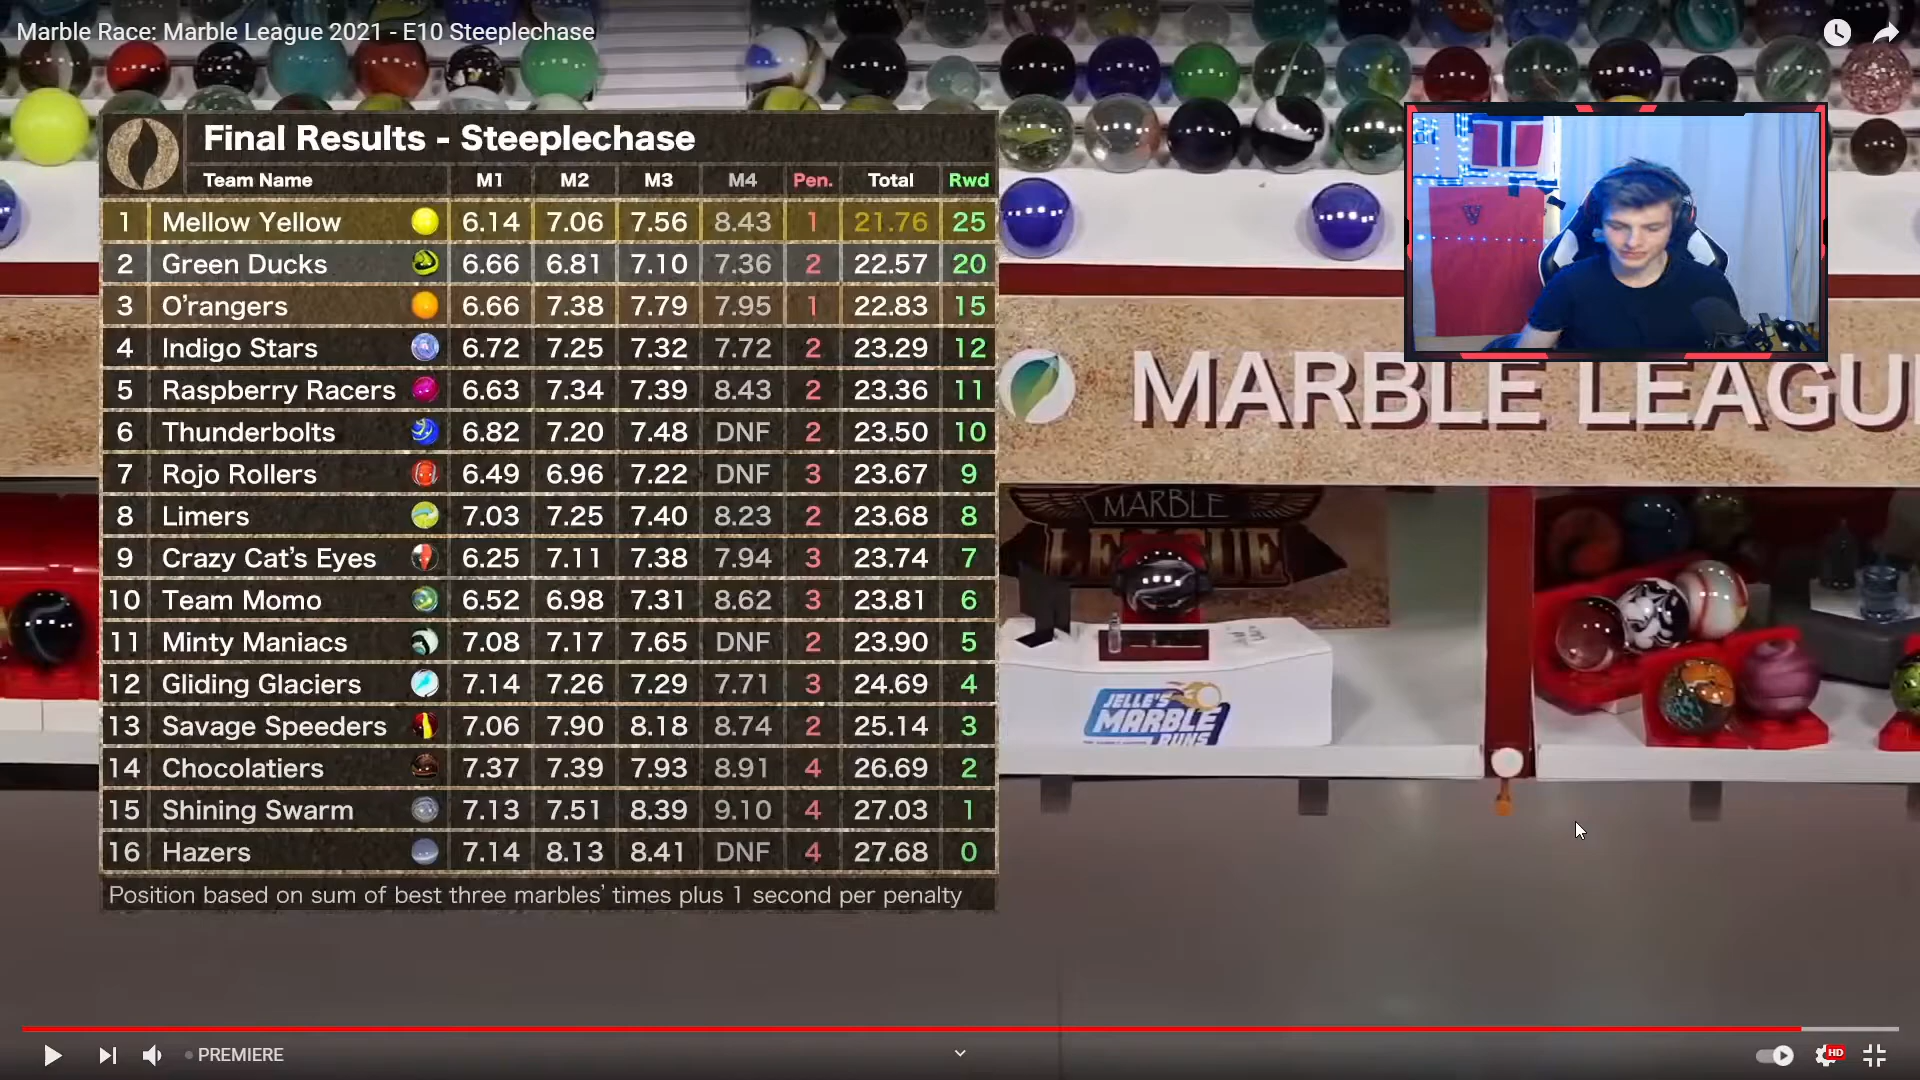 Marble Race: Marble League 2021 - E10 Steeplechase
Final Results - Steeplechase
Team Name M1 M2 M3 M4 Pen. Total Rwd
1 Mellow Yellow 6.14 7.06 7.56 8.43 1 21.76 25
2 Green Ducks 6.66 6.81 7.10 7.36 2 22.57 20
3 O'rangers 6.66 7.38 7.79 7.95 1 22.83 15
4 Indigo Stars 6.72 7.25 7.32 7.72 2 23.29 12
5 Raspberry Racers 6.63 7.34 7.39 8.43 2 23.36 11
6 Thunderbolts 6.82 7.20 7.48 DNF 2 23.50 10
7 Rojo Rollers 6.49 6.96 7.22 DNF 3 23.67 9
8 Limers 7.03 7.25 7.40 8.23 2 23.68 8
9 Crazy Cat's Eyes 6.25 7.11 7.38 7.94 3 23.74 7
10 Team Momo 6.52 6.98 7.31 8.62 3 23.81 6
11 Minty Maniacs 7.08 7.17 7.65 DNF 2 23.90 5
12 Gliding Glaciers 7.14 7.26 7.29 7.71 3 24.69 4
13 Savage Speeders 7.06 7.90 8.18 8.74 2 25.14 3
14 Chocolatiers 7.37 7.39 7.93 8.91 4 26.69 2
15 Shining Swarm 7.13 7.51 8.39 9.10 4 27.03 1
16 Hazers 7.14 8.13 8.41 DNF 4 27.68 0
Position based on sum of best three marbles' times plus 1 second per penalty
MARBLE LEAGU
MARBLE
LEAGUE
JELLE'S
MARBLE
RUNS
PREMIERE
HD